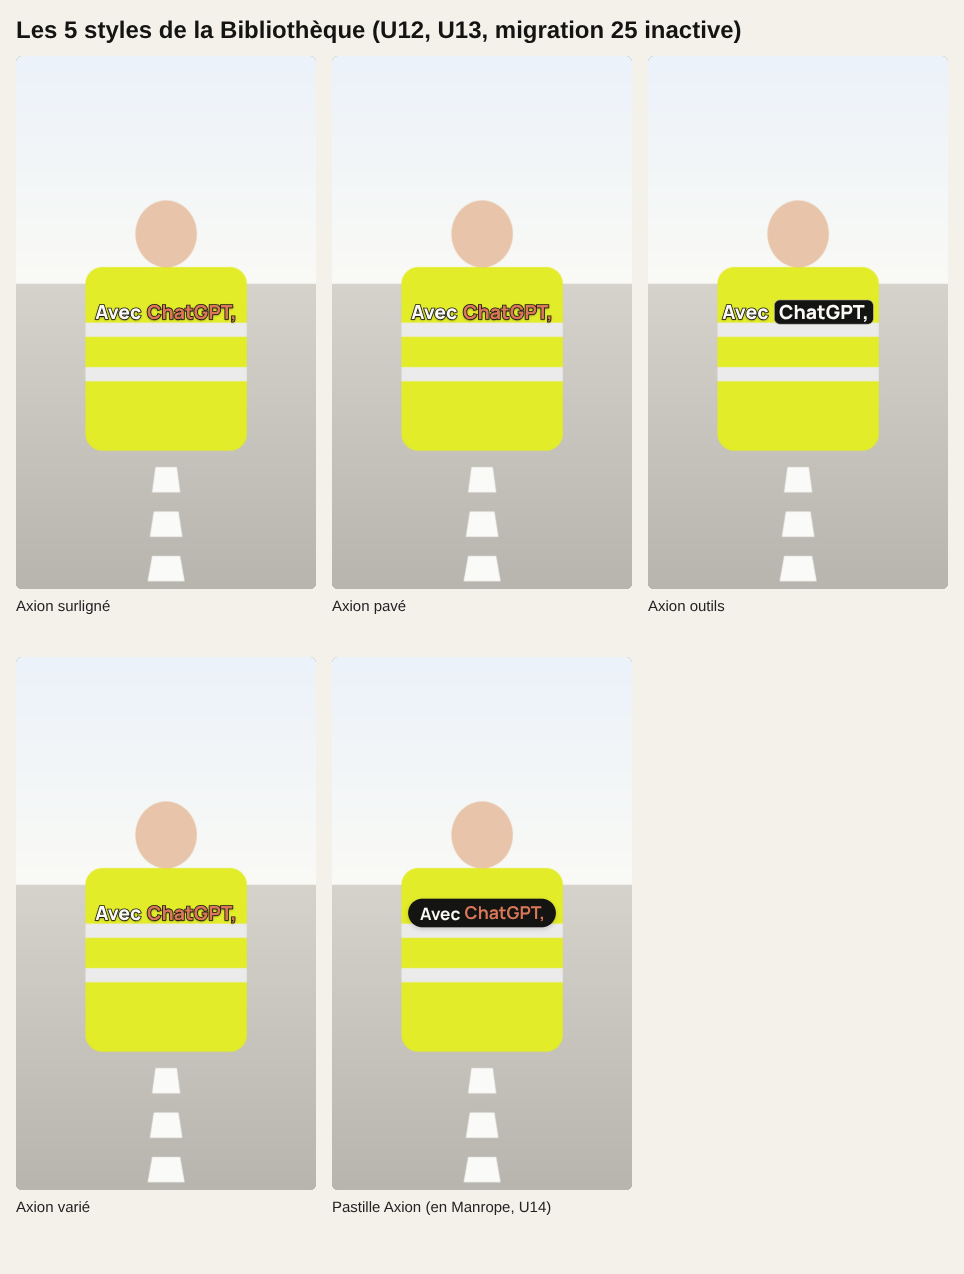 Les 5 styles de la Bibliothèque (U12, U13, migration 25 inactive)
Avec ChatGPT,
Avec ChatGPT,
Avec ChatGPT,
Axion surligné
Axion pavé
Axion outils
Avec ChatGPT,
Avec ChatGPT,
Axion varié
Pastille Axion (en Manrope, U14)